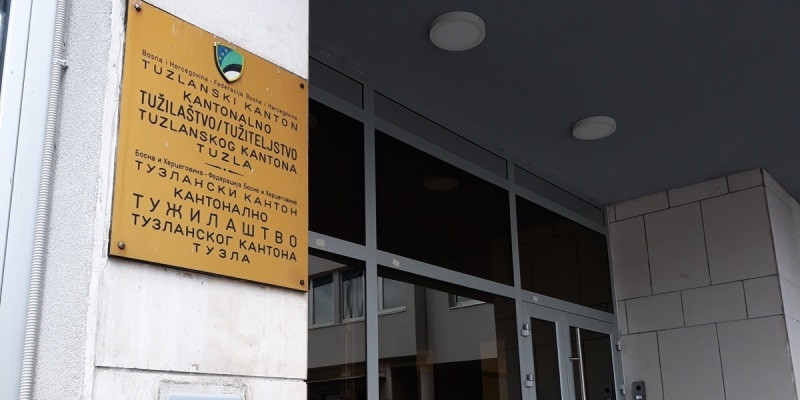 Bosna i Hercegovina - Federacija Bosne i Hercegovine
TUZLANSKI KANTON
KANTONALNO
TUŽILAŠTVO/TUŽITELJSTVO
TUZLANSKOG KANTONA
TUZLA
Босна и Херцеговина - Федерација Босне и Херцеговине
ТУЗЛАНСКИ КАНТОН
КАНТОНАЛНО
ТУЖИЛАШТВО
ТУЗЛАНСКОГ КАНТОНА
ТУЗЛА